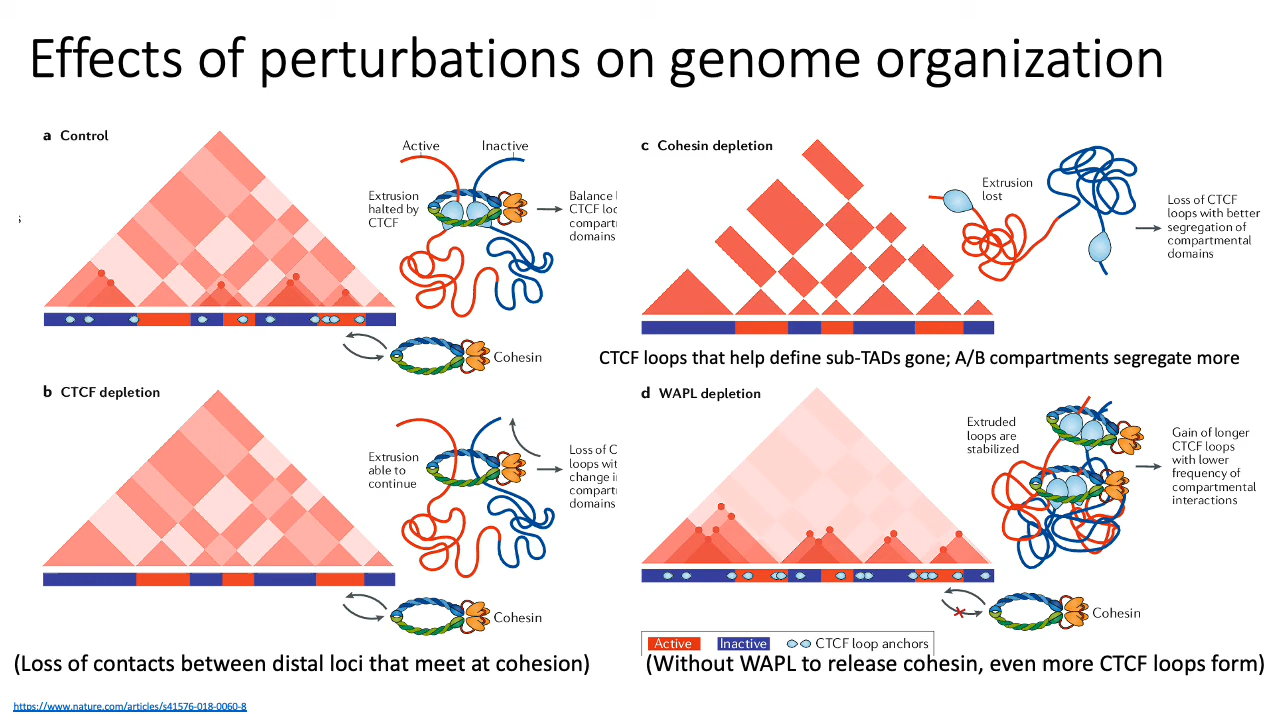 Effects of perturbations on genome organization
a Control
Active
Inactive
Extrusion
halted by
CTCF
Balance
CTCF loo
compart
domains
Cohesin
s
b CTCF depletion
Extrusion
able to
continue
Loss of C
loops wit
change i
compart
domains
Cohesin
(Loss of contacts between distal loci that meet at cohesion)
c Cohesin depletion
Extrusion
lost
Loss of CTCF
loops with better
segregation of
compartmental
domains
CTCF loops that help define sub-TADs gone; A/B compartments segregate more
d WAPL depletion
Extruded
loops are
stabilized
Gain of longer
CTCF loops
with lower
frequency of
compartmental
interactions
Cohesin
Active
Inactive
CTCF loop anchors
(Without WAPL to release cohesin, even more CTCF loops form)
https://www.nature.com/articles/s41576-018-0060-8